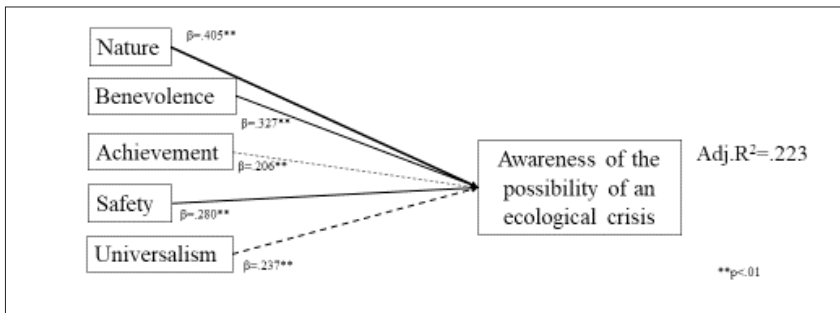 Nature
β=.405**
Benevolence
β=.327**
Achievement
β=.206**
Safety
β=.280**
Universalism
β=.237**
Awareness of the
possibility of an
ecological crisis
Adj.R²=.223
**p<.01